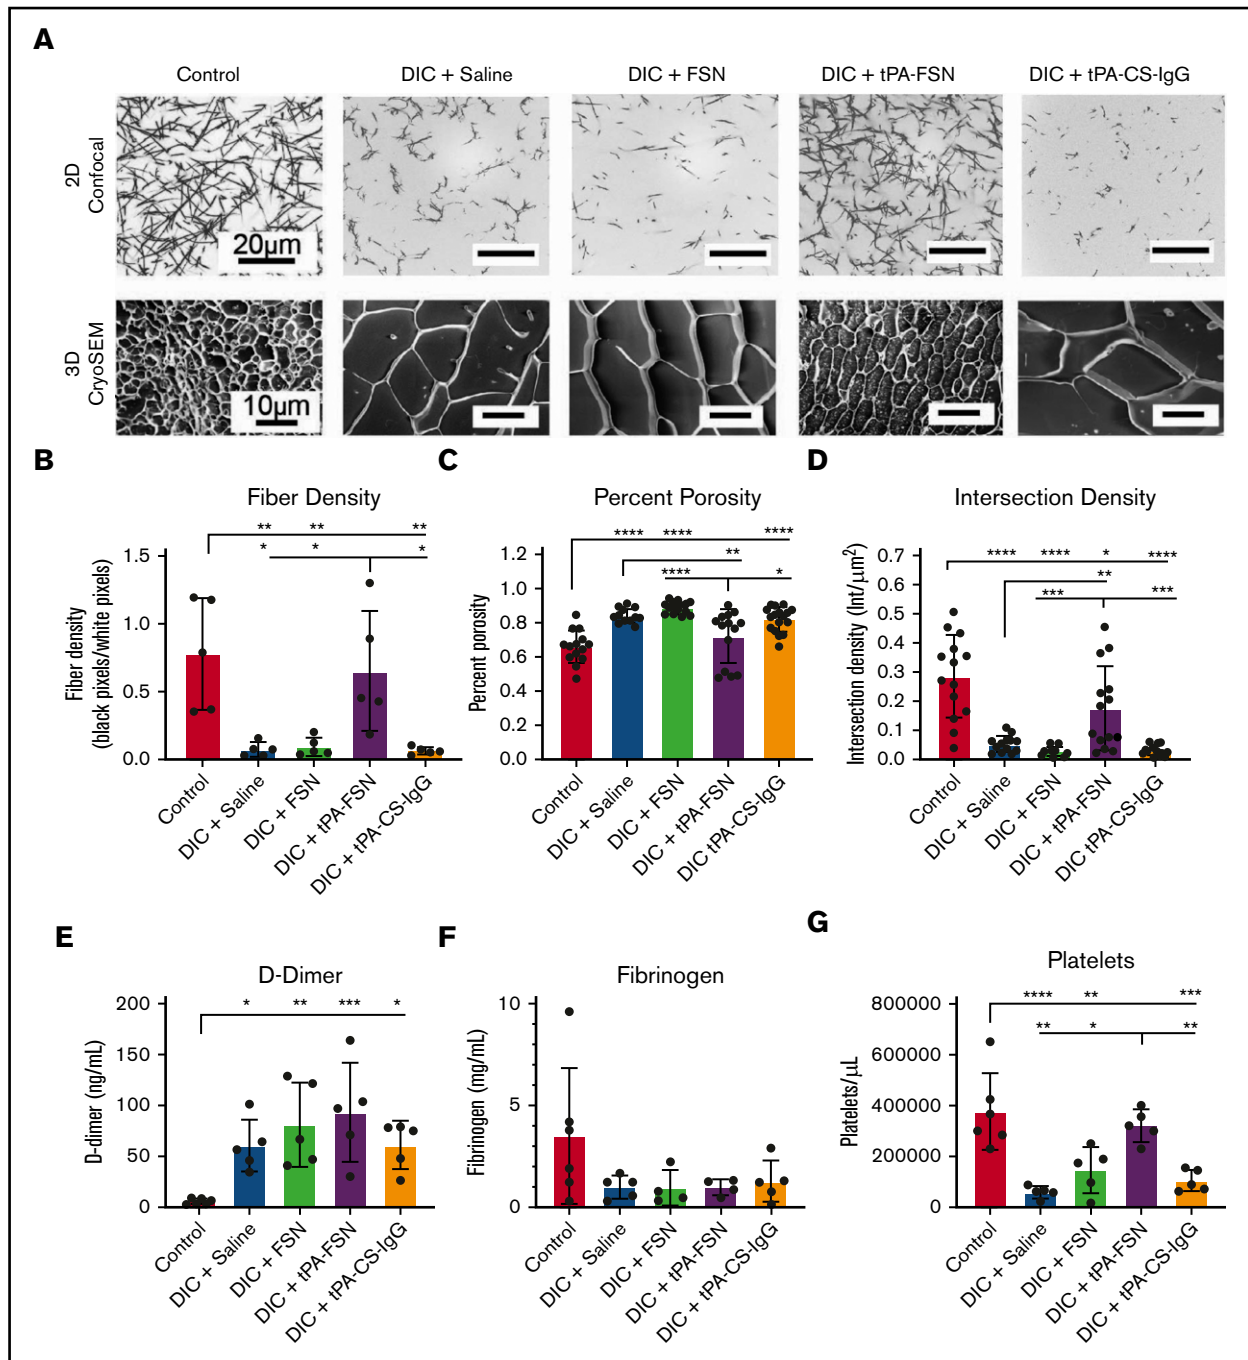 A
Control
DIC + Saline
DIC + FSN
DIC + tPA-FSN
DIC + tPA-CS-IgG
2D
Confocal
20µm
3D
CryoSEM
10µm
B
Fiber Density
** ** **
* * *
Fiber density
(black pixels/white pixels)
1.5
1.0
0.5
0.0
Control
DIC + Saline
DIC + FSN
DIC + tPA-FSN
DIC + tPA-CS-IgG
C
Percent Porosity
**** **** ****
**
**** *
Percent porosity
1.2
1.0
0.8
0.6
0.4
0.2
0.0
Control
DIC + Saline
DIC + FSN
DIC + tPA-FSN
DIC tPA-CS-IgG
D
Intersection Density
**** **** * ****
**
*** ***
Intersection density (Int/µm²)
0.7
0.6
0.5
0.4
0.3
0.2
0.1
0.0
Control
DIC + Saline
DIC + FSN
DIC + tPA-FSN
DIC + tPA-CS-IgG
E
D-Dimer
* ** *** *
D-dimer (ng/mL)
200
150
100
50
0
Control
DIC + Saline
DIC + FSN
DIC + tPA-FSN
DIC + tPA-CS-IgG
F
Fibrinogen
Fibrinogen (mg/mL)
10
5
0
Control
DIC + Saline
DIC + FSN
DIC + tPA-FSN
DIC + tPA-CS-IgG
G
Platelets
**** ** ***
** * **
Platelets/µL
800000
600000
400000
200000
0
Control
DIC + Saline
DIC + FSN
DIC + tPA-FSN
DIC + tPA-CS-IgG